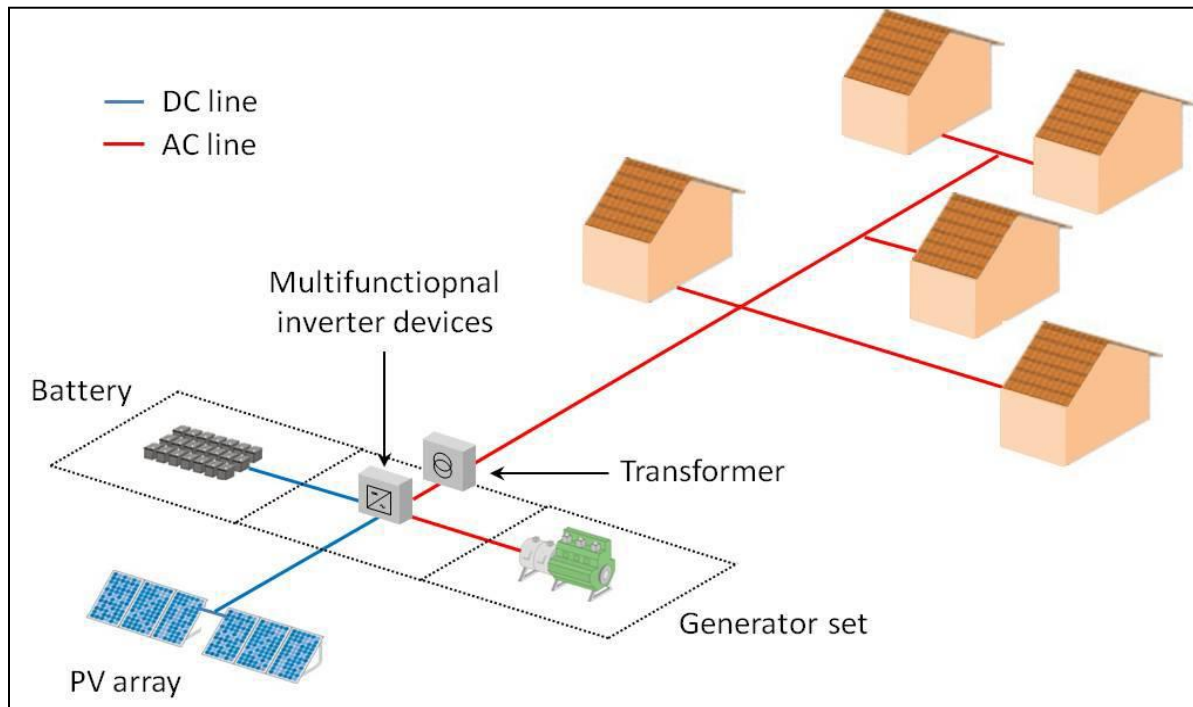 DC line
AC line
Multifunctiopnal
inverter devices
Battery
Transformer
Generator set
PV array